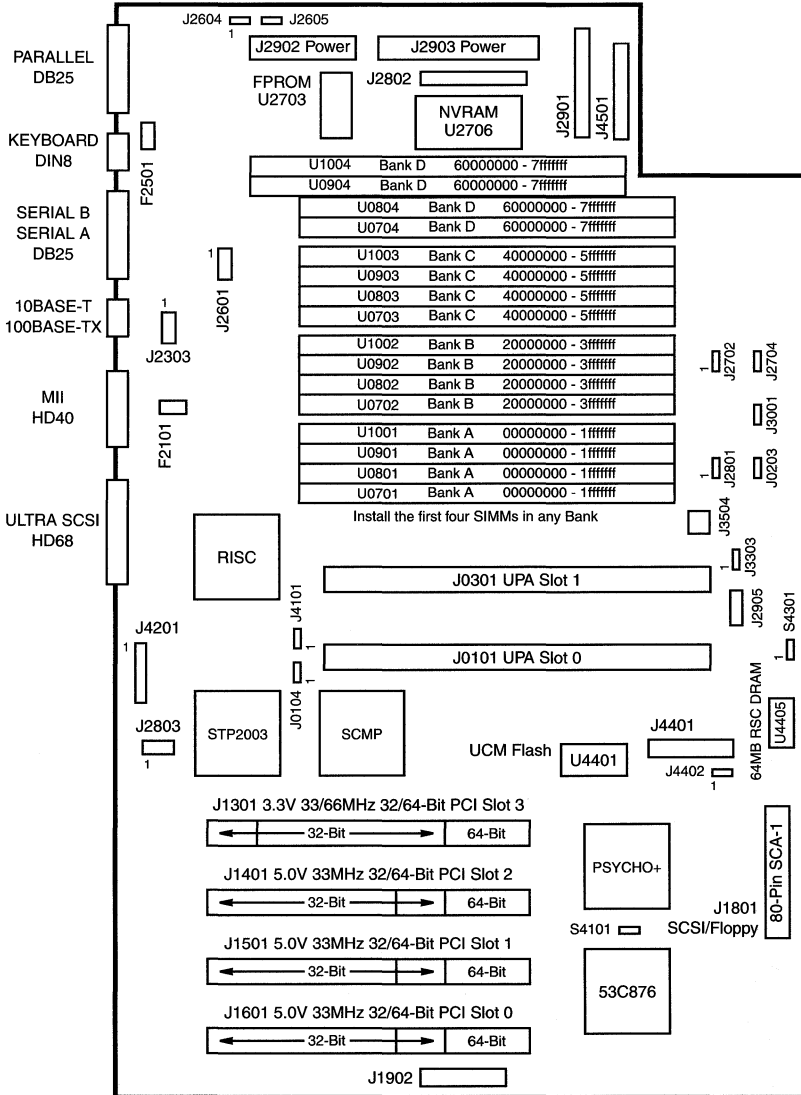 J2604
J2605
1
J2902 Power
J2903 Power
PARALLEL
DB25
FPROM
U2703
J2802
NVRAM
U2706
J2901
J4501
KEYBOARD
DIN8
F2501
U1004 Bank D 60000000 - 7fffffff
U0904 Bank D 60000000 - 7fffffff
U0804 Bank D 60000000 - 7fffffff
U0704 Bank D 60000000 - 7fffffff
SERIAL B
SERIAL A
DB25
1
J2601
U1003 Bank C 40000000 - 5fffffff
U0903 Bank C 40000000 - 5fffffff
U0803 Bank C 40000000 - 5fffffff
U0703 Bank C 40000000 - 5fffffff
10BASE-T
100BASE-TX
1
J2303
U1002 Bank B 20000000 - 3fffffff
U0902 Bank B 20000000 - 3fffffff
U0802 Bank B 20000000 - 3fffffff
U0702 Bank B 20000000 - 3fffffff
1
J2702
J2704
MII
HD40
F2101
J3001
U1001 Bank A 00000000 - 1fffffff
U0901 Bank A 00000000 - 1fffffff
U0801 Bank A 00000000 - 1fffffff
U0701 Bank A 00000000 - 1fffffff
1
J2801
J0203
Install the first four SIMMs in any Bank
J3504
ULTRA SCSI
HD68
RISC
1
J3303
J0301 UPA Slot 1
J2905
S4301
1
J4101
1
J4201
1
J0101 UPA Slot 0
J0104
1
J2803
1
STP2003
SCMP
UCM Flash
U4401
J4401
J4402
1
64MB RSC DRAM
U4405
J1301 3.3V 33/66MHz 32/64-Bit PCI Slot 3
32-Bit
64-Bit
PSYCHO+
80-Pin SCA-1
J1401 5.0V 33MHz 32/64-Bit PCI Slot 2
32-Bit
64-Bit
J1801
SCSI/Floppy
S4101
J1501 5.0V 33MHz 32/64-Bit PCI Slot 1
32-Bit
64-Bit
53C876
J1601 5.0V 33MHz 32/64-Bit PCI Slot 0
32-Bit
64-Bit
J1902